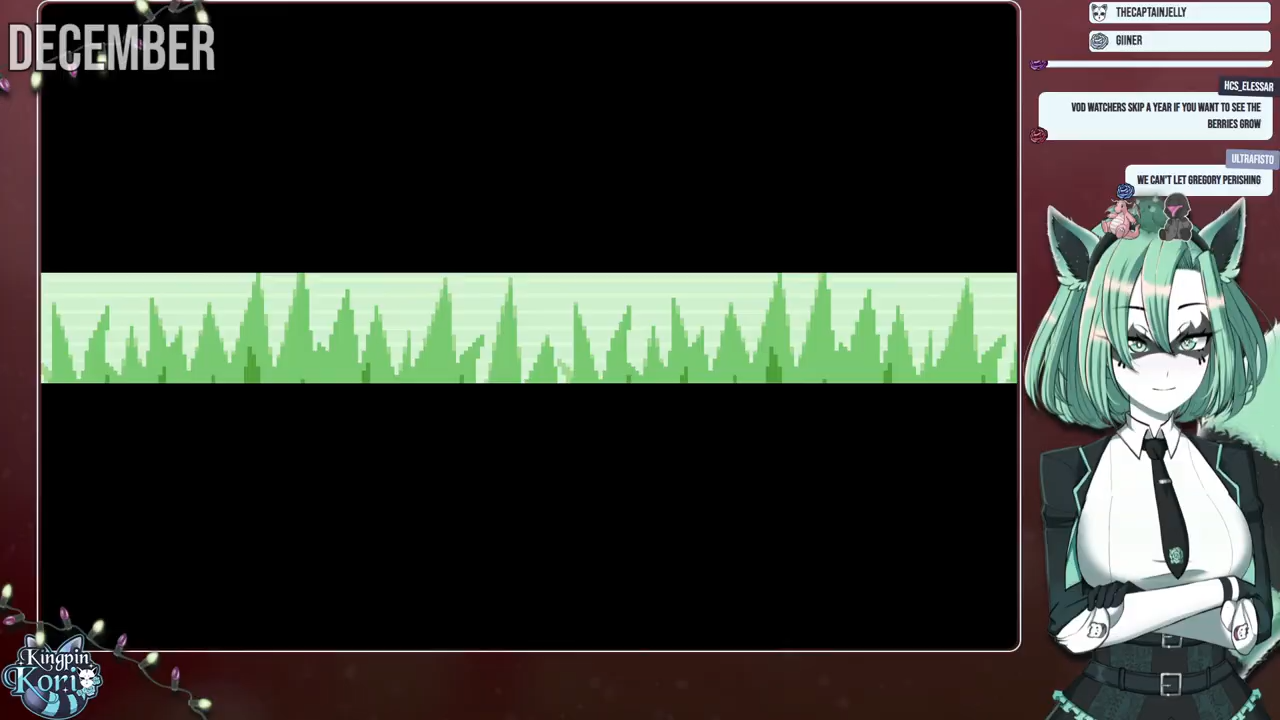 DECEMBER
THECAPTAINJELLY
GIINER
HCS_ELESSAR
VOD WATCHERS SKIP A YEAR IF YOU WANT TO SEE THE
BERRIES GROW
ULTRAFISTO
WE CAN'T LET GREGORY PERISHING
Kingpin
Kori